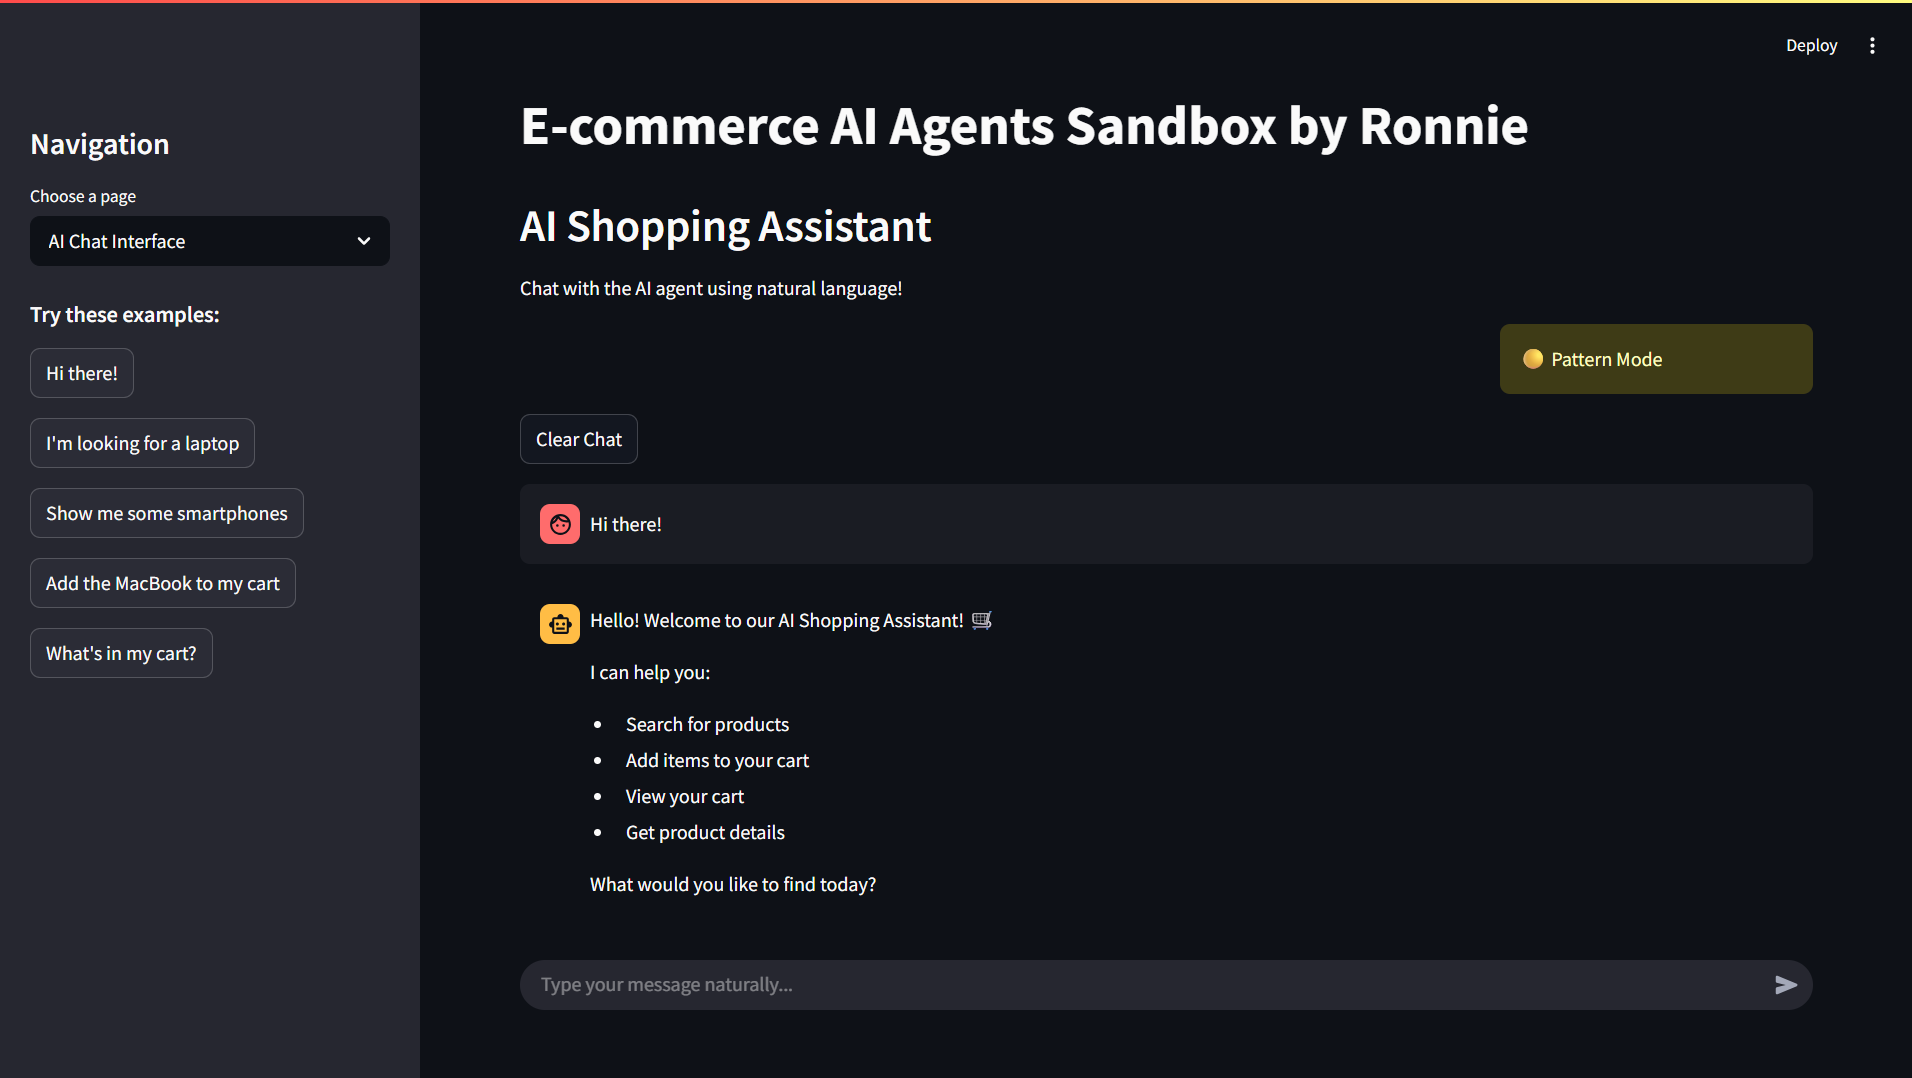 Deploy
Navigation
Choose a page
AI Chat Interface
Try these examples:
Hi there!
I'm looking for a laptop
Show me some smartphones
Add the MacBook to my cart
What's in my cart?
E-commerce AI Agents Sandbox by Ronnie
AI Shopping Assistant
Chat with the AI agent using natural language!
Pattern Mode
Clear Chat
Hi there!
Hello! Welcome to our AI Shopping Assistant! 🛒
I can help you:
• Search for products
• Add items to your cart
• View your cart
• Get product details
What would you like to find today?
Type your message naturally...